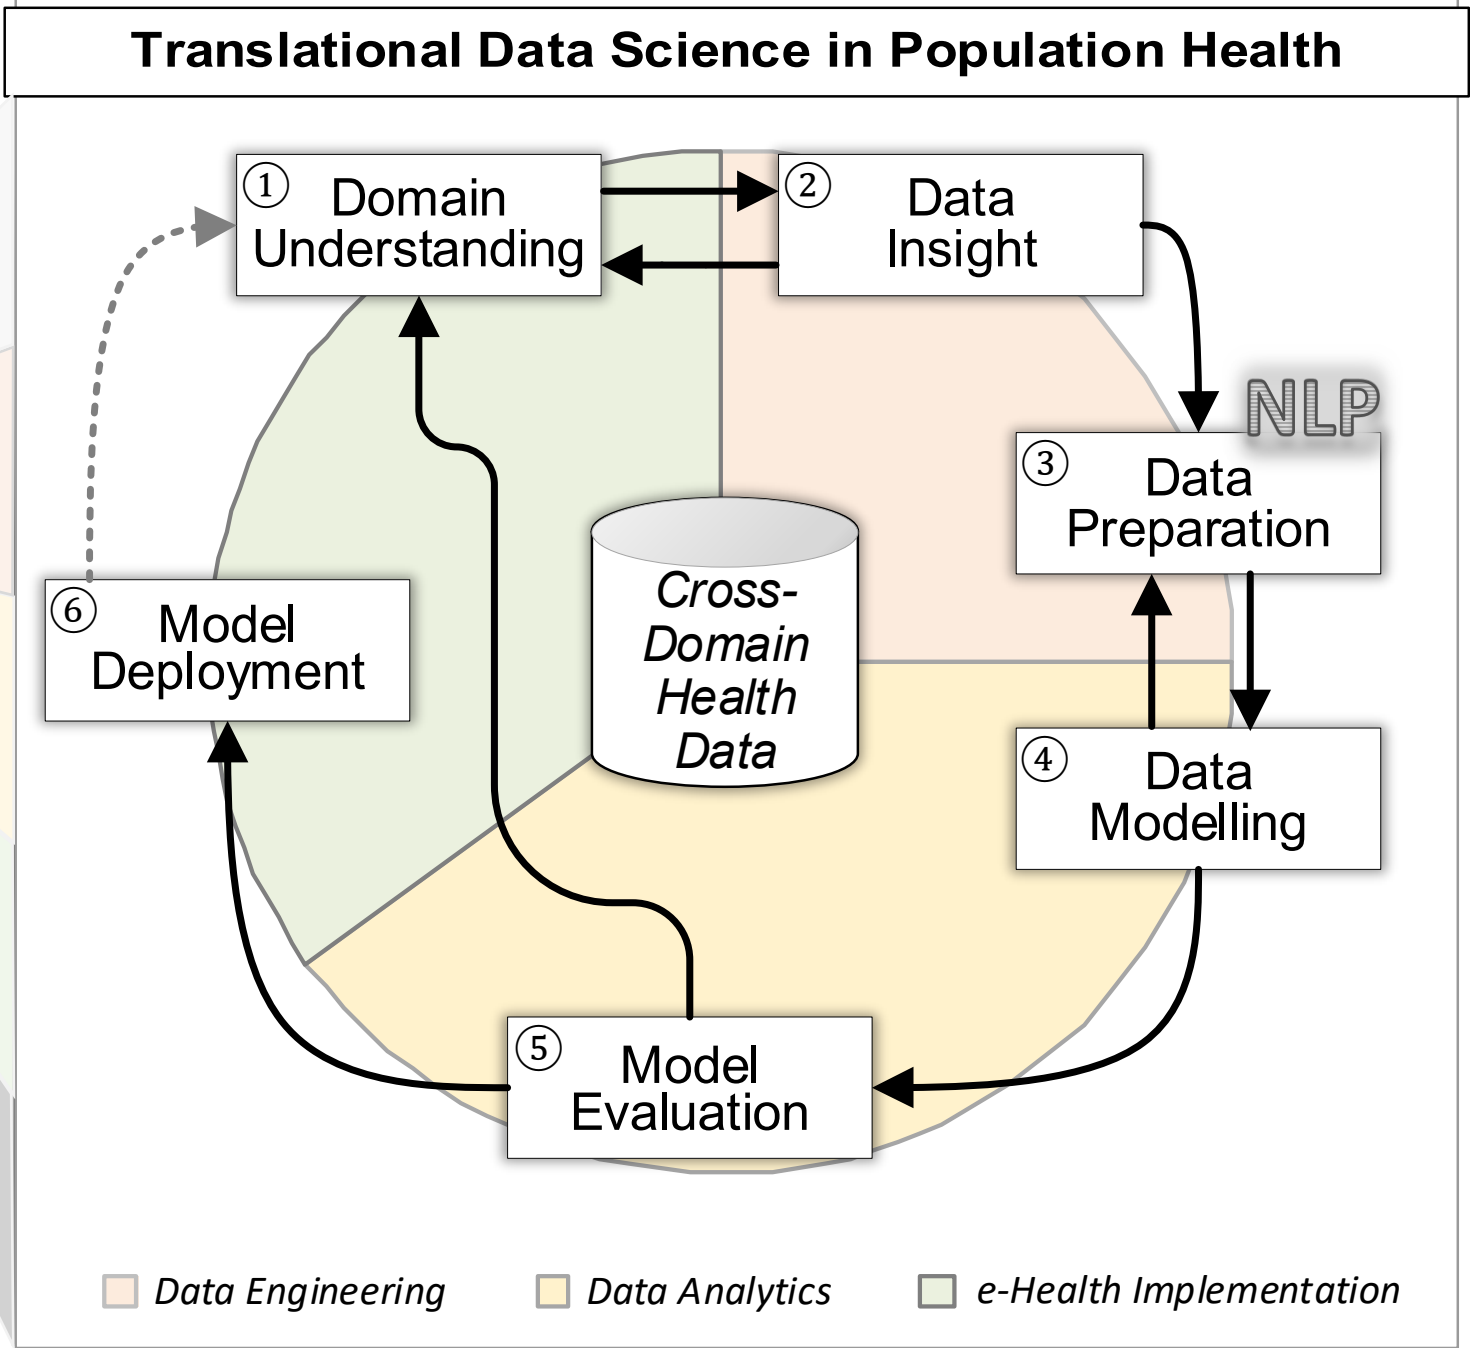 Translational Data Science in Population Health
①
Domain
Understanding
②
Data
Insight
NLP
③
Data
Preparation
Cross-
Domain
Health
Data
⑥
Model
Deployment
④
Data
Modelling
⑤
Model
Evaluation
Data Engineering
Data Analytics
e-Health Implementation